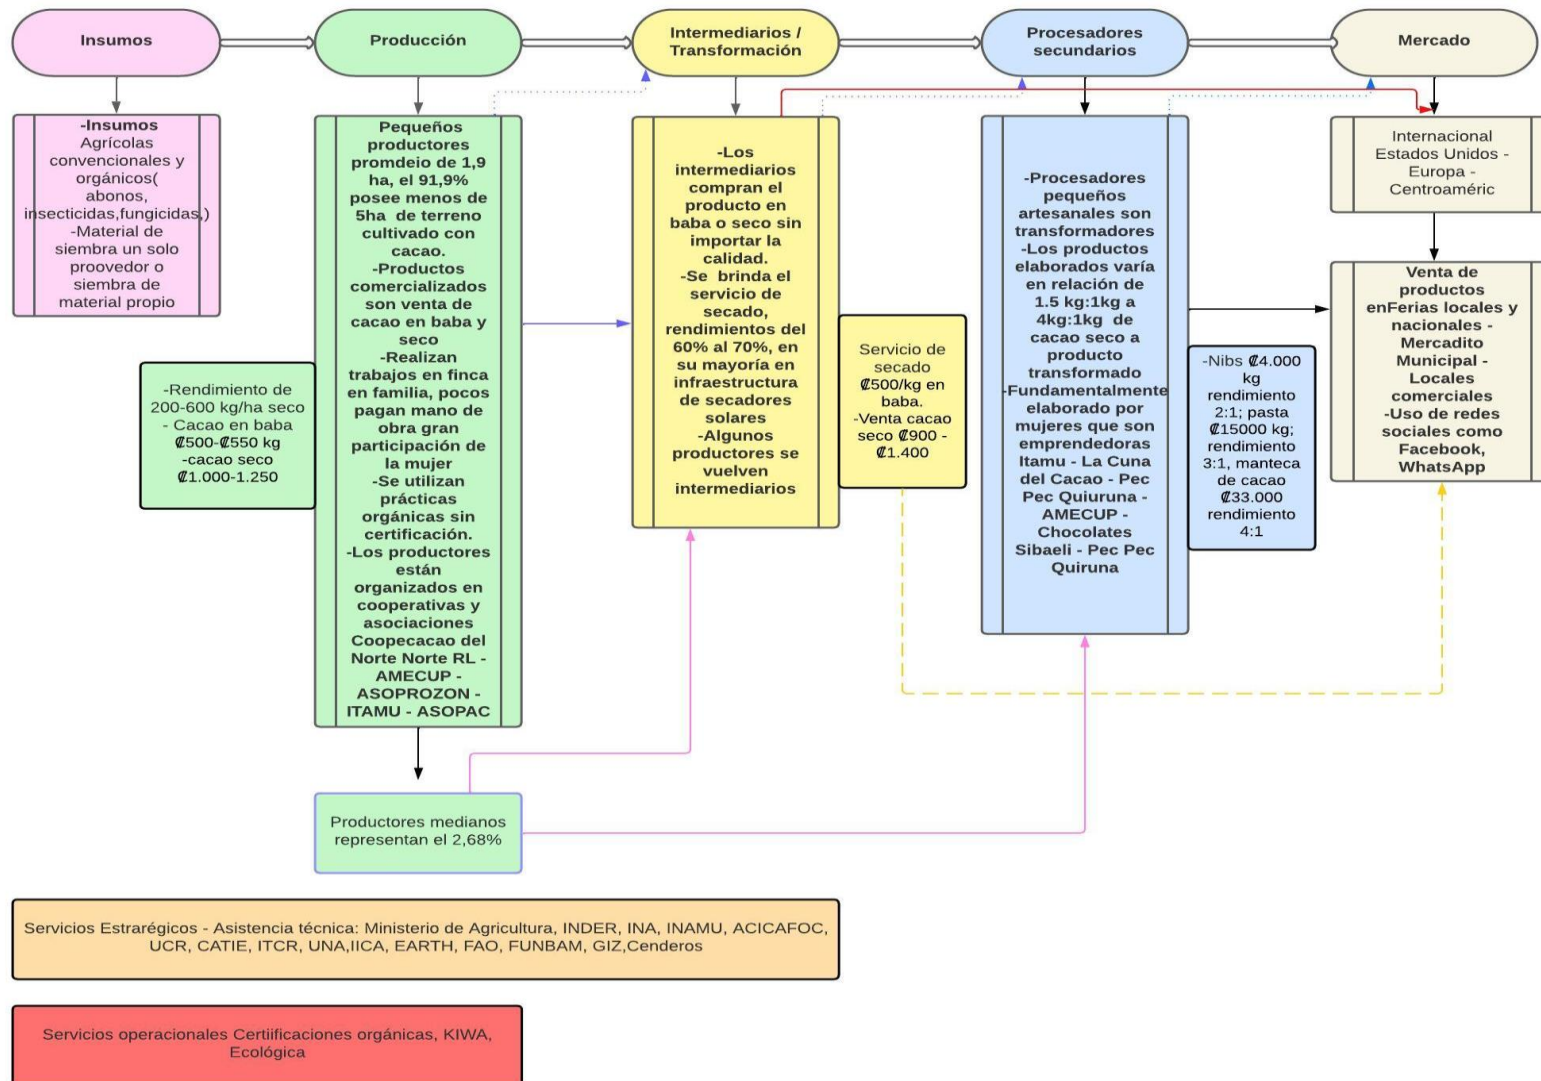 Insumos
Producción
Intermediarios /
Transformación
Procesadores
secundarios
Mercado
-Insumos
Agrícolas
convencionales y
orgánicos(
abonos,
insecticidas,fungicidas,)
-Material de
siembra un solo
proovedor o
siembra de
material propio
-Rendimiento de
200-600 kg/ha seco
- Cacao en baba
₡500-₡550 kg
-cacao seco
₡1.000-1.250
Pequeños
productores
promdeio de 1,9
ha, el 91,9%
posee menos de
5ha de terreno
cultivado con
cacao.
-Productos
comercializados
son venta de
cacao en baba y
seco
-Realizan
trabajos en finca
en familia, pocos
pagan mano de
obra gran
participación de
la mujer
-Se utilizan
prácticas
orgánicas sin
certificación.
-Los productores
están
organizados en
cooperativas y
asociaciones
Coopecacao del
Norte Norte RL -
AMECUP -
ASOPROZON -
ITAMU - ASOPAC
Productores medianos
representan el 2,68%
-Los
intermediarios
compran el
producto en
baba o seco sin
importar la
calidad.
-Se brinda el
servicio de
secado,
rendimientos del
60% al 70%, en
su mayoría en
infraestructura
de secadores
solares
-Algunos
productores se
vuelven
intermediarios
Servicio de
secado
₡500/kg en
baba.
-Venta cacao
seco ₡900 -
₡1.400
-Procesadores
pequeños
artesanales son
transformadores
-Los productos
elaborados varía
en relación de
1.5 kg:1kg a
4kg:1kg de
cacao seco a
producto
transformado
-Fundamentalmente
elaborado por
mujeres que son
emprendedoras
Itamu - La Cuna
del Cacao - Pec
Pec Quiuruna -
AMECUP -
Chocolates
Sibaeli - Pec Pec
Quiruna
-Nibs ₡4.000
kg
rendimiento
2:1; pasta
₡15000 kg;
rendimiento
3:1, manteca
de cacao
₡33.000
rendimiento
4:1
Internacional
Estados Unidos -
Europa -
Centroaméric
Venta de
productos
enFerias locales y
nacionales -
Mercadito
Municipal -
Locales
comerciales
-Uso de redes
sociales como
Facebook,
WhatsApp
Servicios Estrarégicos - Asistencia técnica: Ministerio de Agricultura, INDER, INA, INAMU, ACICAFOC,
UCR, CATIE, ITCR, UNA,IICA, EARTH, FAO, FUNBAM, GIZ,Cenderos
Servicios operacionales Certiificaciones orgánicas, KIWA,
Ecológica